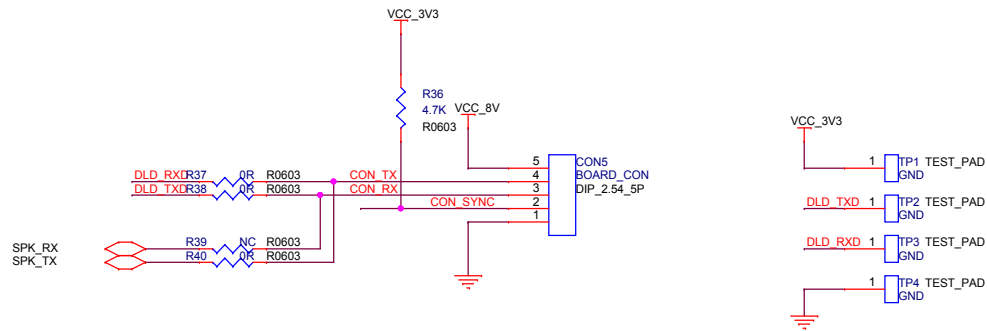 VCC_3V3
R36
4.7K
R0603
VCC_8V
VCC_3V3
5 CON5
4 BOARD_CON
3 DIP_2.54_5P
2
1
DLD_RXD R37 0R R0603 CON_TX
DLD_TXD R38 0R R0603 CON_RX
CON_SYNC
SPK_RX R39 NC R0603
SPK_TX R40 0R R0603
1 TP1 TEST_PAD
GND
DLD_TXD 1 TP2 TEST_PAD
GND
DLD_RXD 1 TP3 TEST_PAD
GND
1 TP4 TEST_PAD
GND